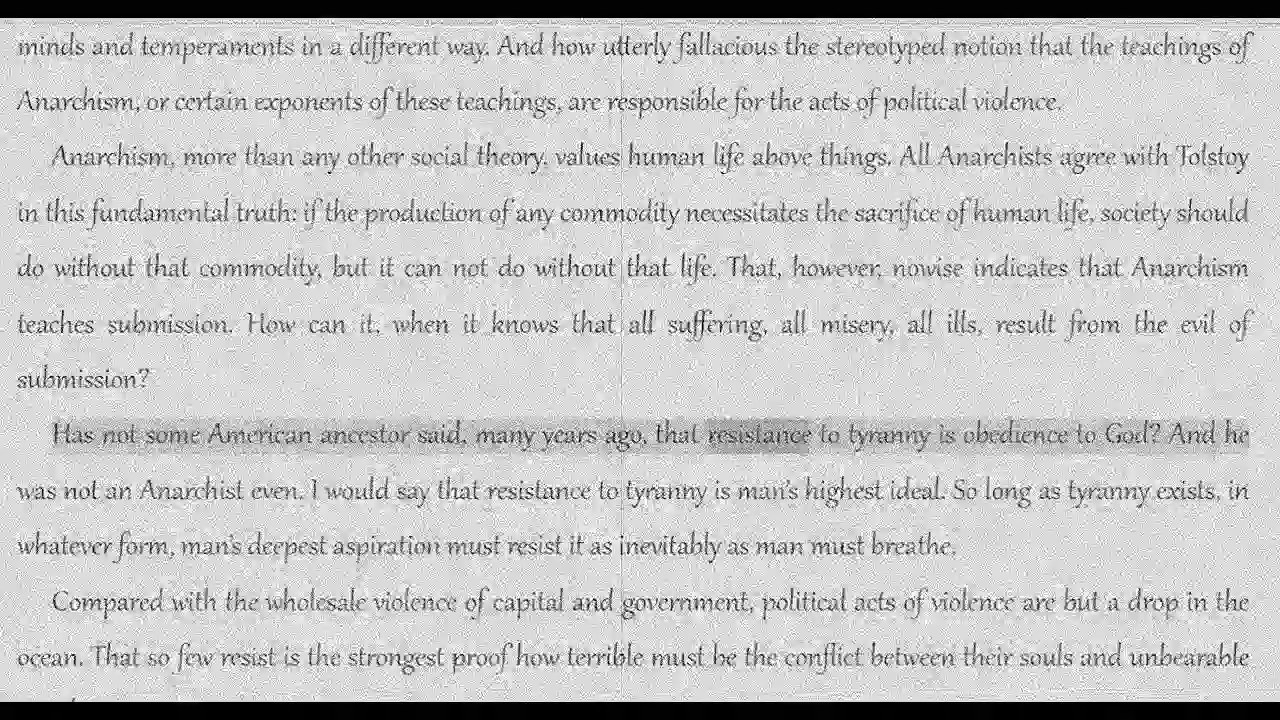 minds and temperaments in a different way. And how utterly fallacious the stereotyped notion that the teachings of
Anarchism, or certain exponents of these teachings, are responsible for the acts of political violence.
Anarchism, more than any other social theory, values human life above things. All Anarchists agree with Tolstoy
in this fundamental truth: if the production of any commodity necessitates the sacrifice of human life, society should
do without that commodity, but it can not do without that life. That, however, nowise indicates that Anarchism
teaches submission. How can it, when it knows that all suffering, all misery, all ills, result from the evil of
submission?
Has not some American ancestor said, many years ago, that resistance to tyranny is obedience to God? And he
was not an Anarchist even. I would say that resistance to tyranny is man's highest ideal. So long as tyranny exists, in
whatever form, man's deepest aspiration must resist it as inevitably as man must breathe.
Compared with the wholesale violence of capital and government, political acts of violence are but a drop in the
ocean. That so few resist is the strongest proof how terrible must be the conflict between their souls and unbearable